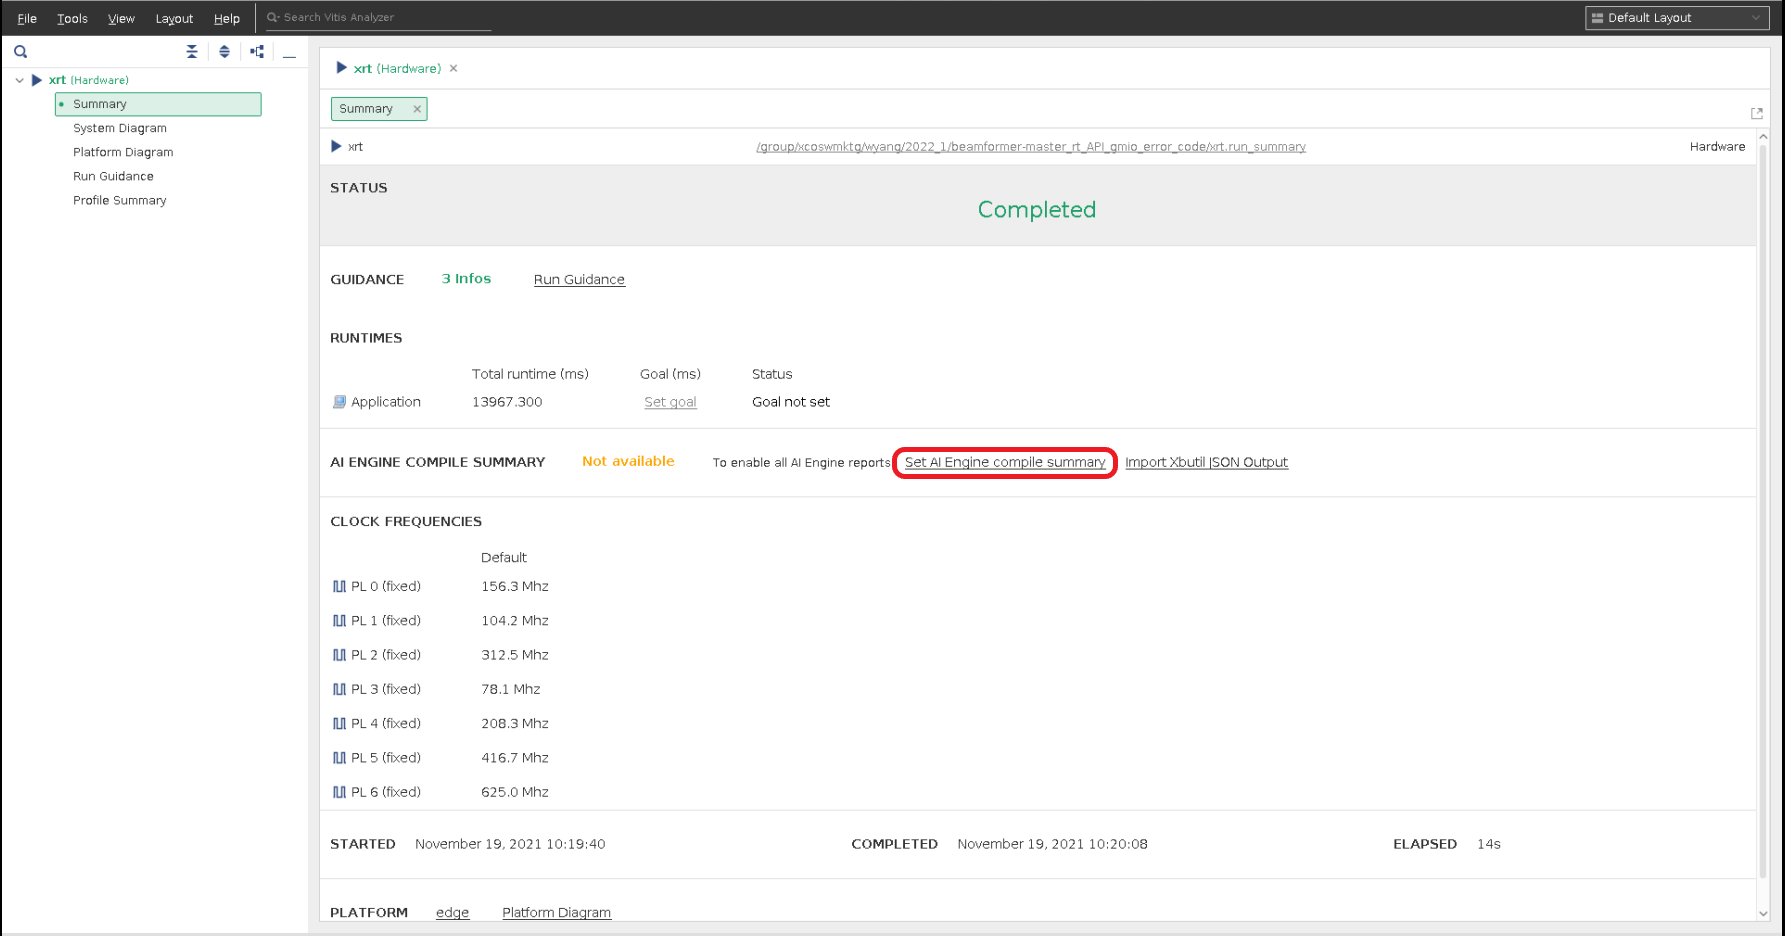 File Tools View Layout Help Search Vitis Analyzer Default Layout
xrt (Hardware)
Summary
System Diagram
Platform Diagram
Run Guidance
Profile Summary
xrt (Hardware)
Summary
xrt /group/xcoswmktg/wyang/2022_1/beamformer-master_rt_API_gmio_error_code/xrt.run_summary Hardware
STATUS
Completed
GUIDANCE 3 Infos Run Guidance
RUNTIMES
Total runtime (ms) Goal (ms) Status
Application 13967.300 Set goal Goal not set
AI ENGINE COMPILE SUMMARY Not available To enable all AI Engine reports Set AI Engine compile summary Import Xbutil JSON Output
CLOCK FREQUENCIES
Default
PL 0 (fixed) 156.3 Mhz
PL 1 (fixed) 104.2 Mhz
PL 2 (fixed) 312.5 Mhz
PL 3 (fixed) 78.1 Mhz
PL 4 (fixed) 208.3 Mhz
PL 5 (fixed) 416.7 Mhz
PL 6 (fixed) 625.0 Mhz
STARTED November 19, 2021 10:19:40 COMPLETED November 19, 2021 10:20:08 ELAPSED 14s
PLATFORM edge Platform Diagram